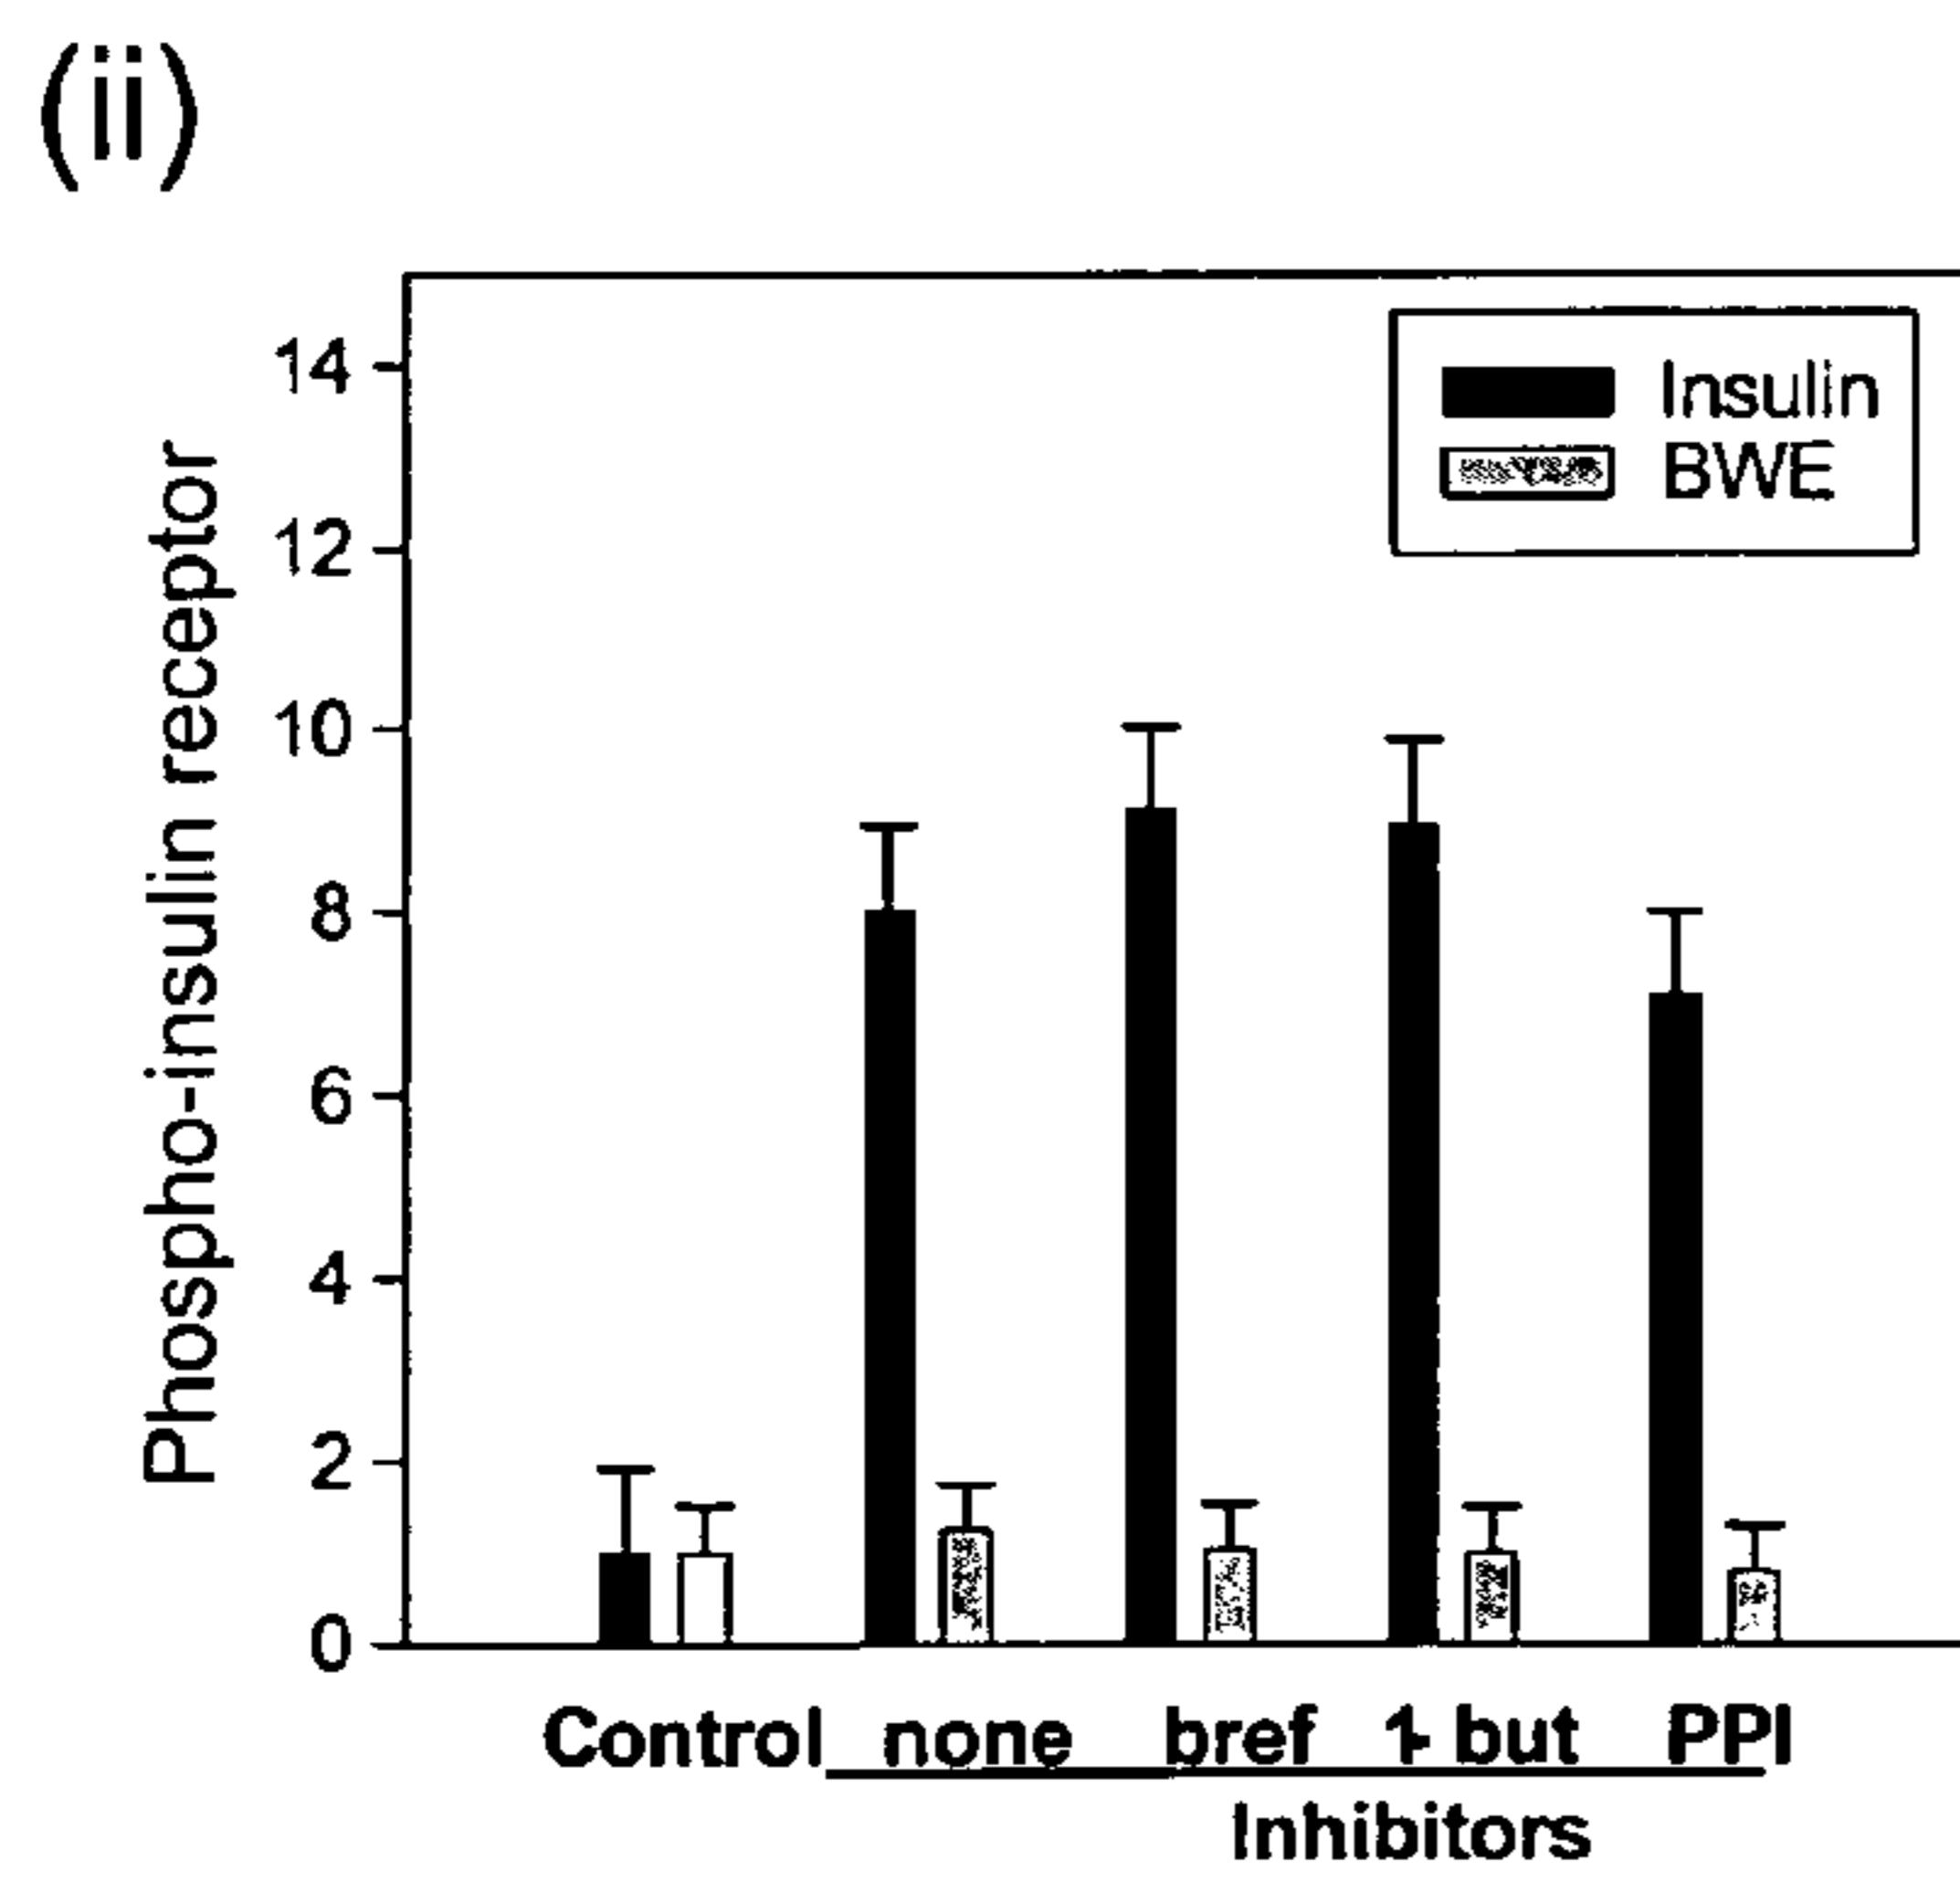 (ii)
Phospho-insulin receptor
14
12
10
8
6
4
2
0
Insulin
BWE
Control none bref 1- but PPI
Inhibitors